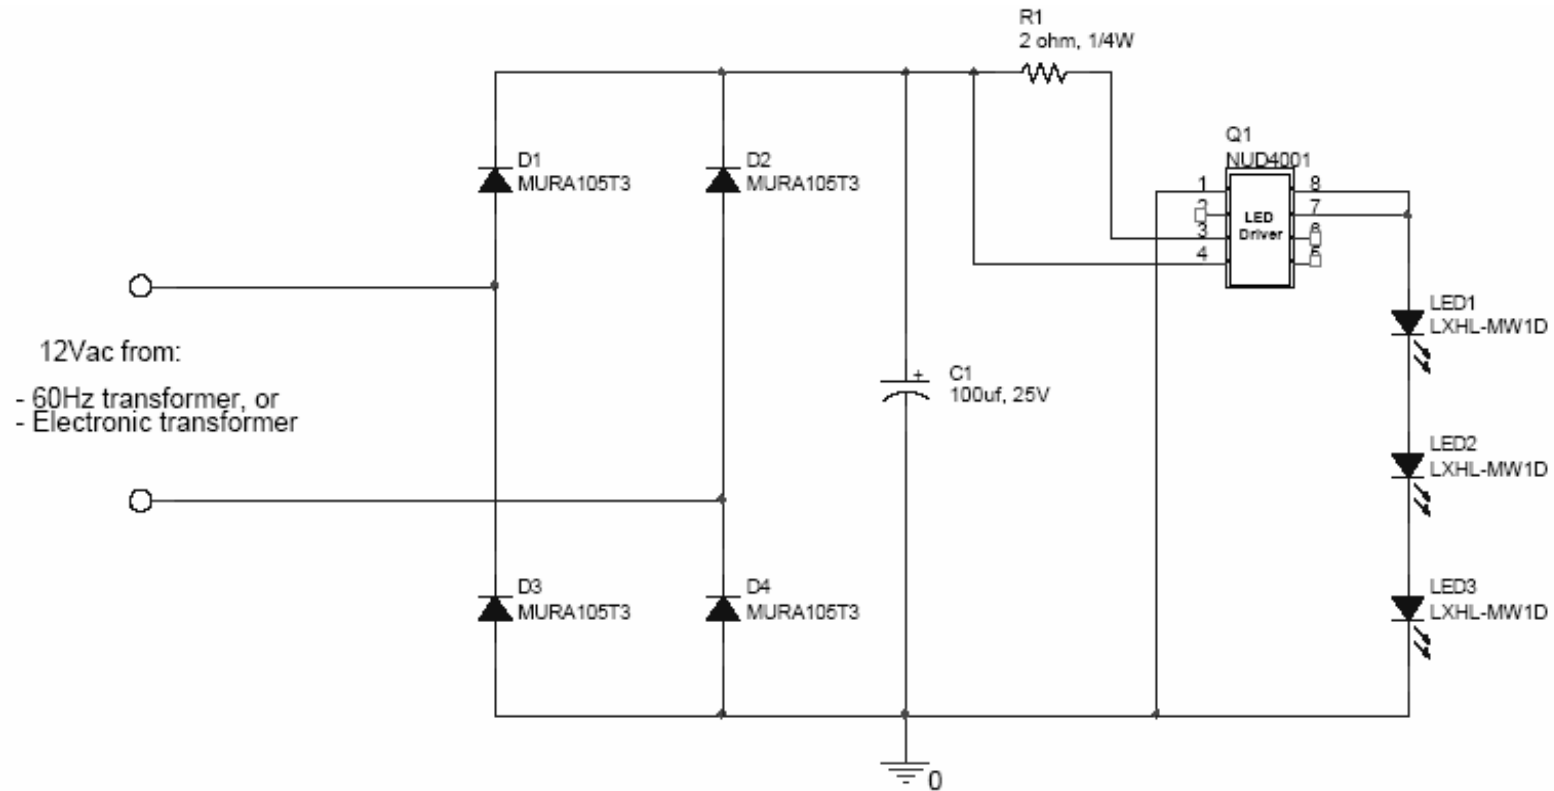 R1
2 ohm, 1/4W
Q1
NUD4001
D1
MURA105T3
D2
MURA105T3
1
8
2
7
3
6
4
5
LED
Driver
12Vac from:
- 60Hz transformer, or
- Electronic transformer
LED1
LXHL-MW1D
+
C1
100uf, 25V
LED2
LXHL-MW1D
D3
MURA105T3
D4
MURA105T3
LED3
LXHL-MW1D
0